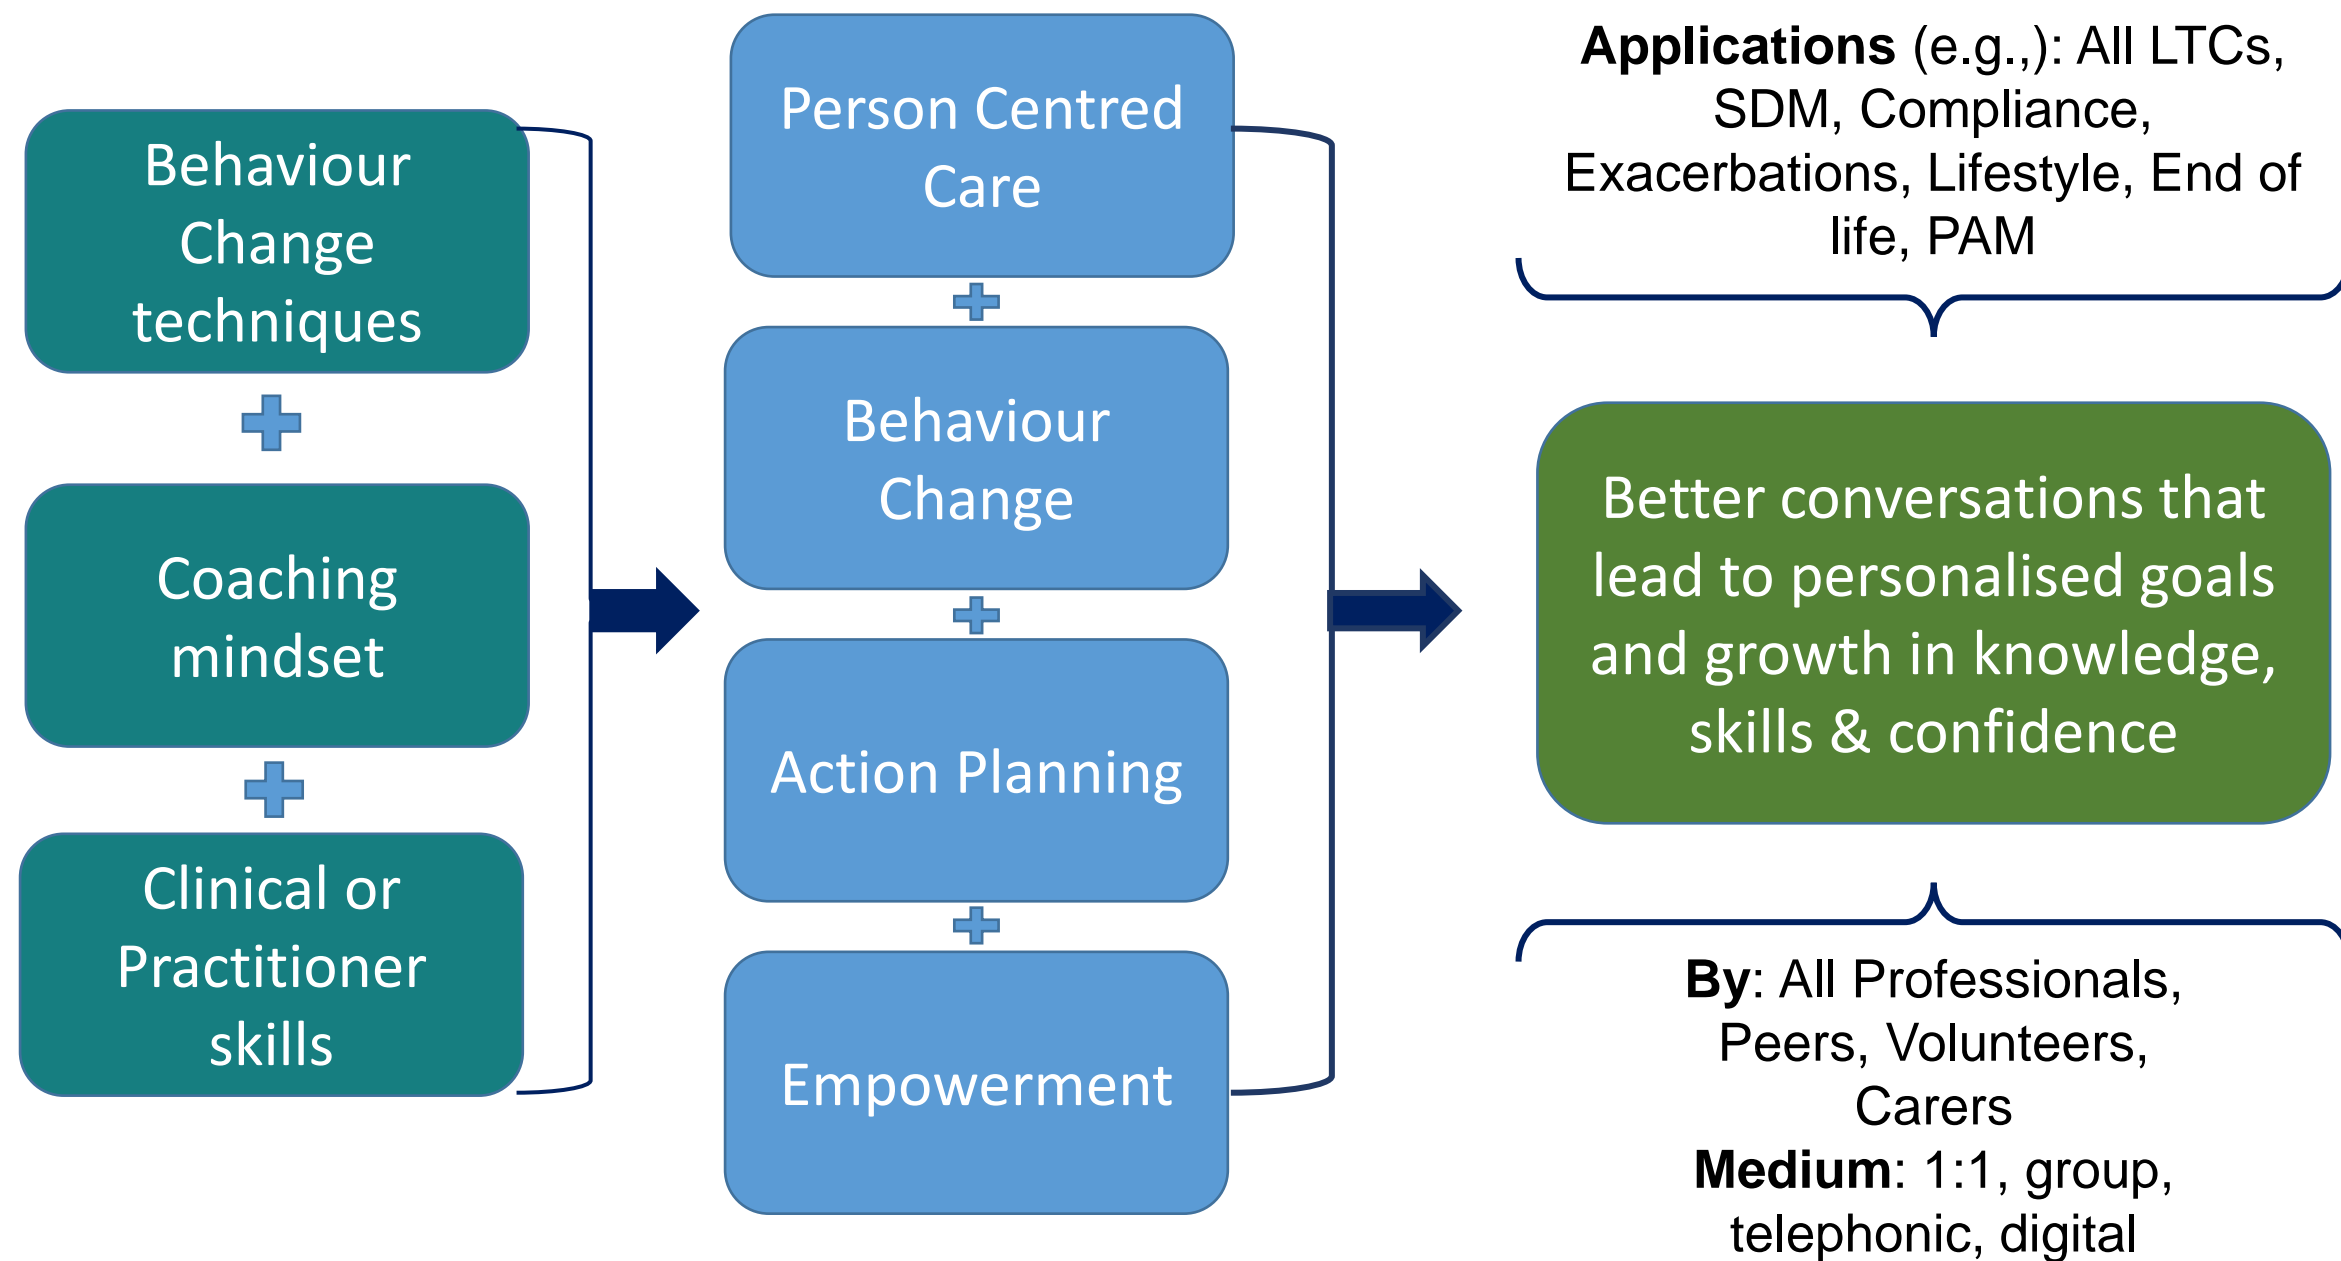 Behaviour
Change
techniques
Coaching
mindset
Clinical or
Practitioner
skills
Person Centred
Care
Behaviour
Change
Action Planning
Empowerment
Applications (e.g.,): All LTCs,
SDM, Compliance,
Exacerbations, Lifestyle, End of
life, PAM
Better conversations that
lead to personalised goals
and growth in knowledge,
skills & confidence
By: All Professionals,
Peers, Volunteers,
Carers
Medium: 1:1, group,
telephonic, digital